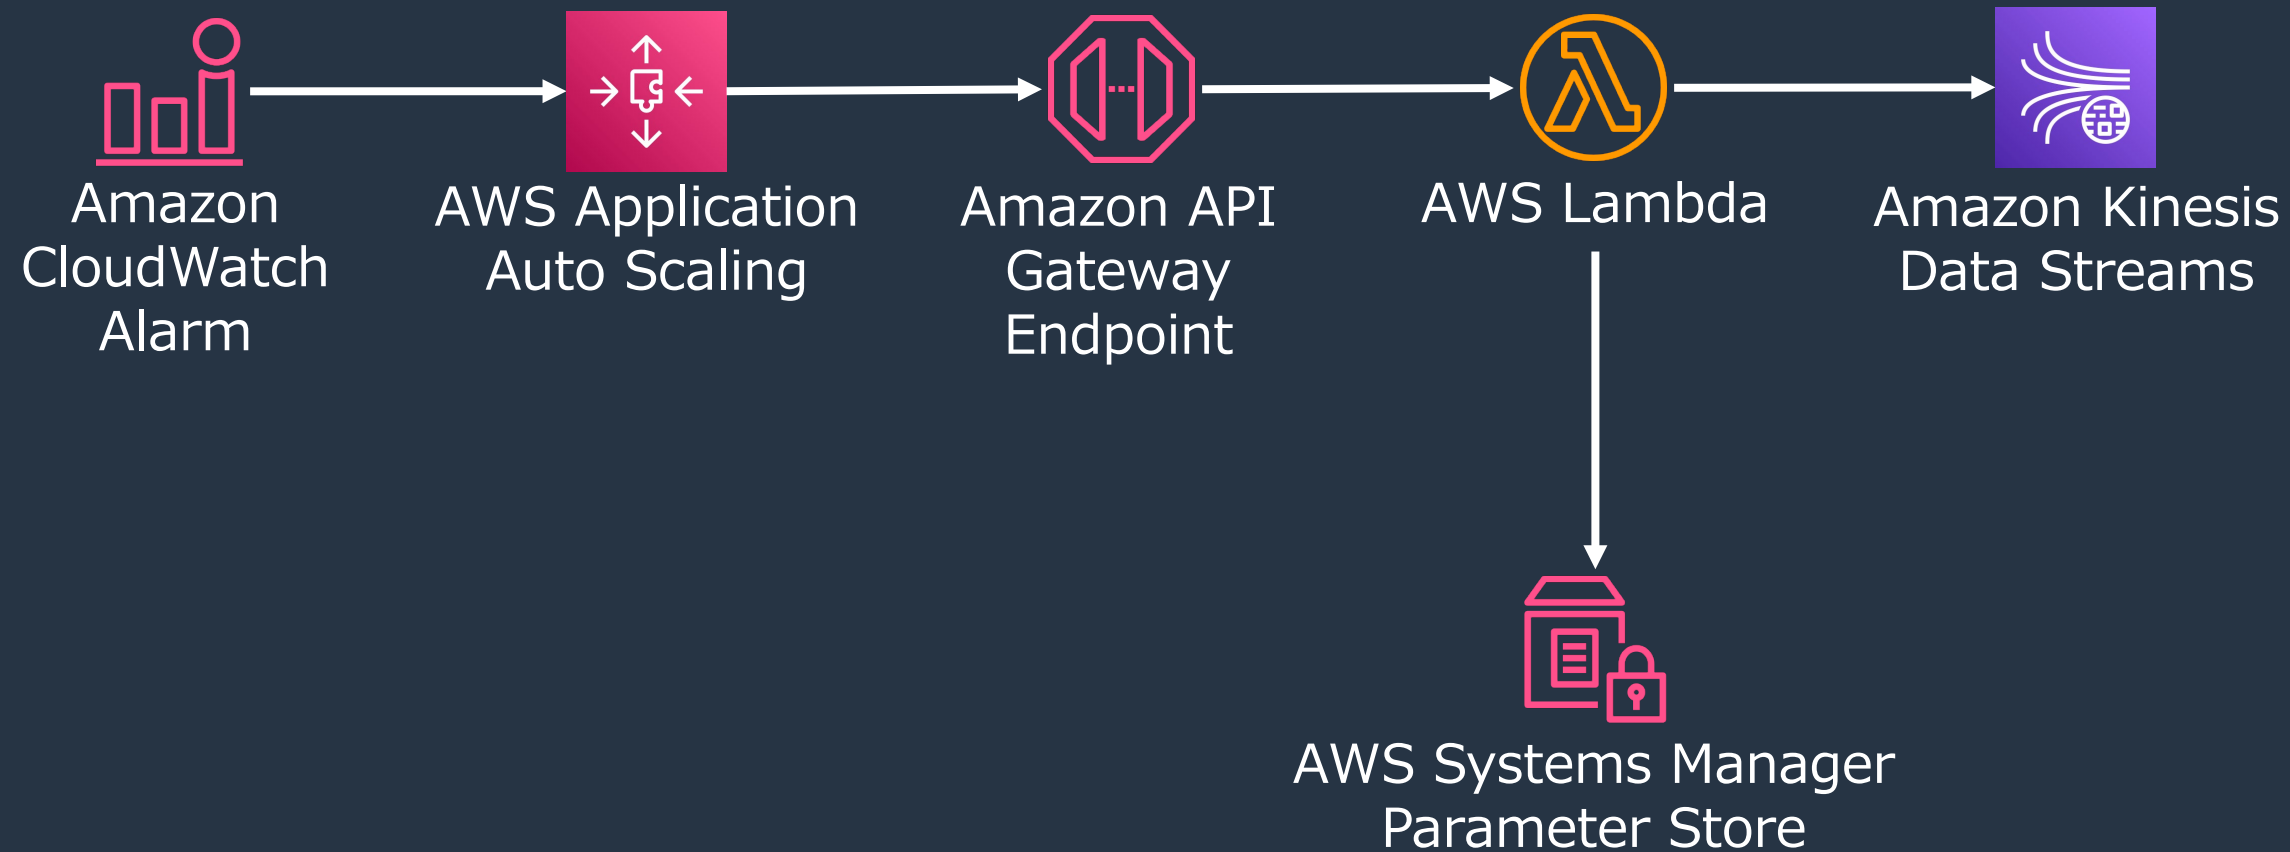 Amazon
CloudWatch
Alarm
AWS Application
Auto Scaling
Amazon API
Gateway
Endpoint
AWS Lambda
Amazon Kinesis
Data Streams
AWS Systems Manager
Parameter Store